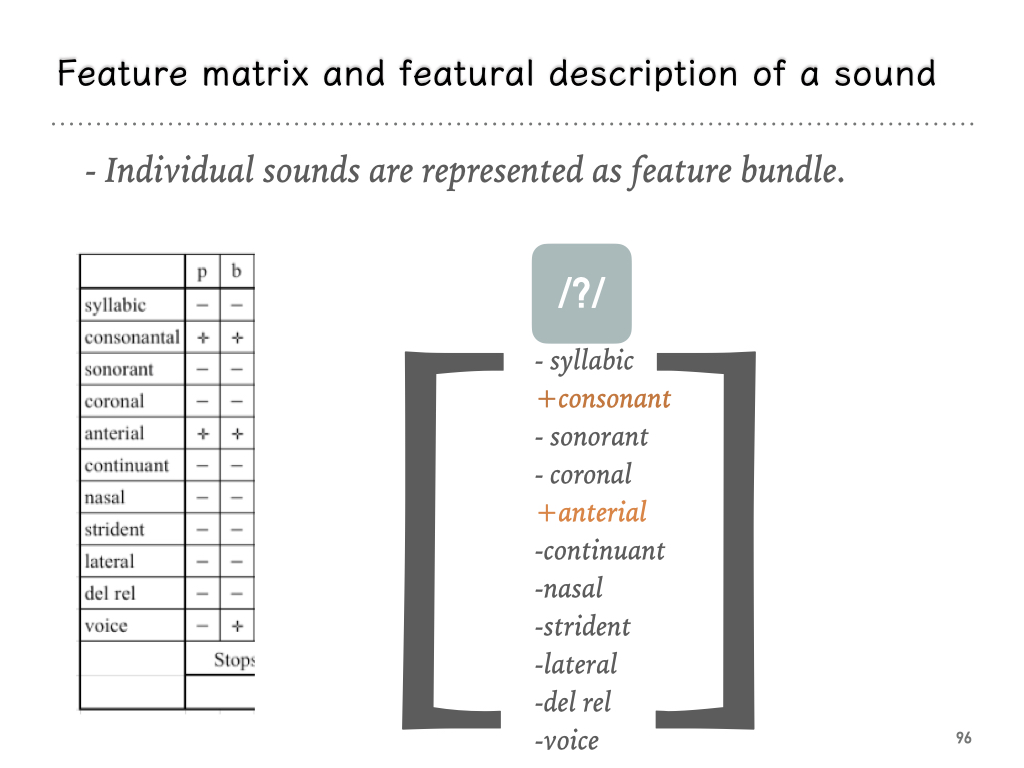 Feature matrix and featural description of a sound
- Individual sounds are represented as feature bundle.
p b
syllabic – –
consonantal + +
sonorant – –
coronal – –
anterial + +
continuant – –
nasal – –
strident – –
lateral – –
del rel – –
voice – +
Stops
/?/
- syllabic
+consonant
- sonorant
- coronal
+anterial
-continuant
-nasal
-strident
-lateral
-del rel
-voice
96